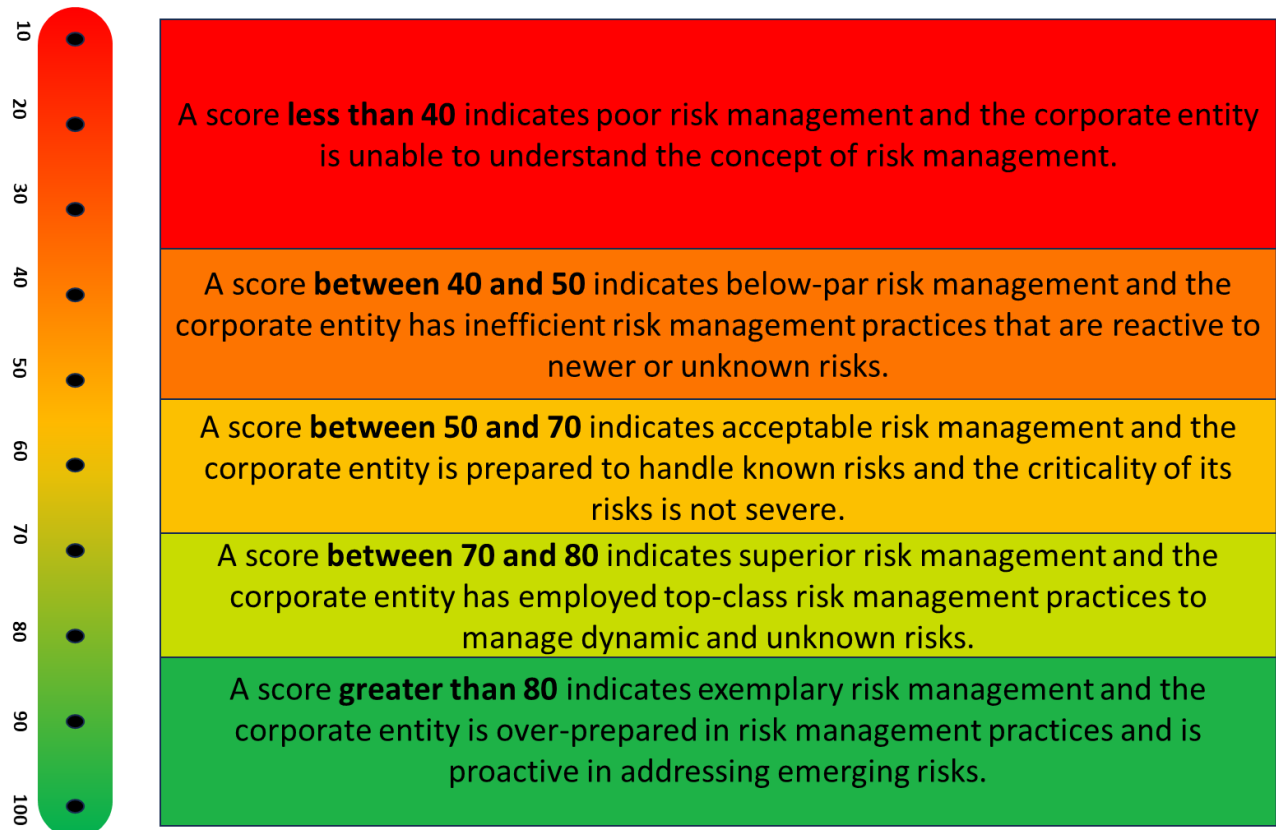 10
20
30
40
50
60
70
80
90
100
A score less than 40 indicates poor risk management and the corporate entity
is unable to understand the concept of risk management.
A score between 40 and 50 indicates below-par risk management and the
corporate entity has inefficient risk management practices that are reactive to
newer or unknown risks.
A score between 50 and 70 indicates acceptable risk management and the
corporate entity is prepared to handle known risks and the criticality of its
risks is not severe.
A score between 70 and 80 indicates superior risk management and the
corporate entity has employed top-class risk management practices to
manage dynamic and unknown risks.
A score greater than 80 indicates exemplary risk management and the
corporate entity is over-prepared in risk management practices and is
proactive in addressing emerging risks.